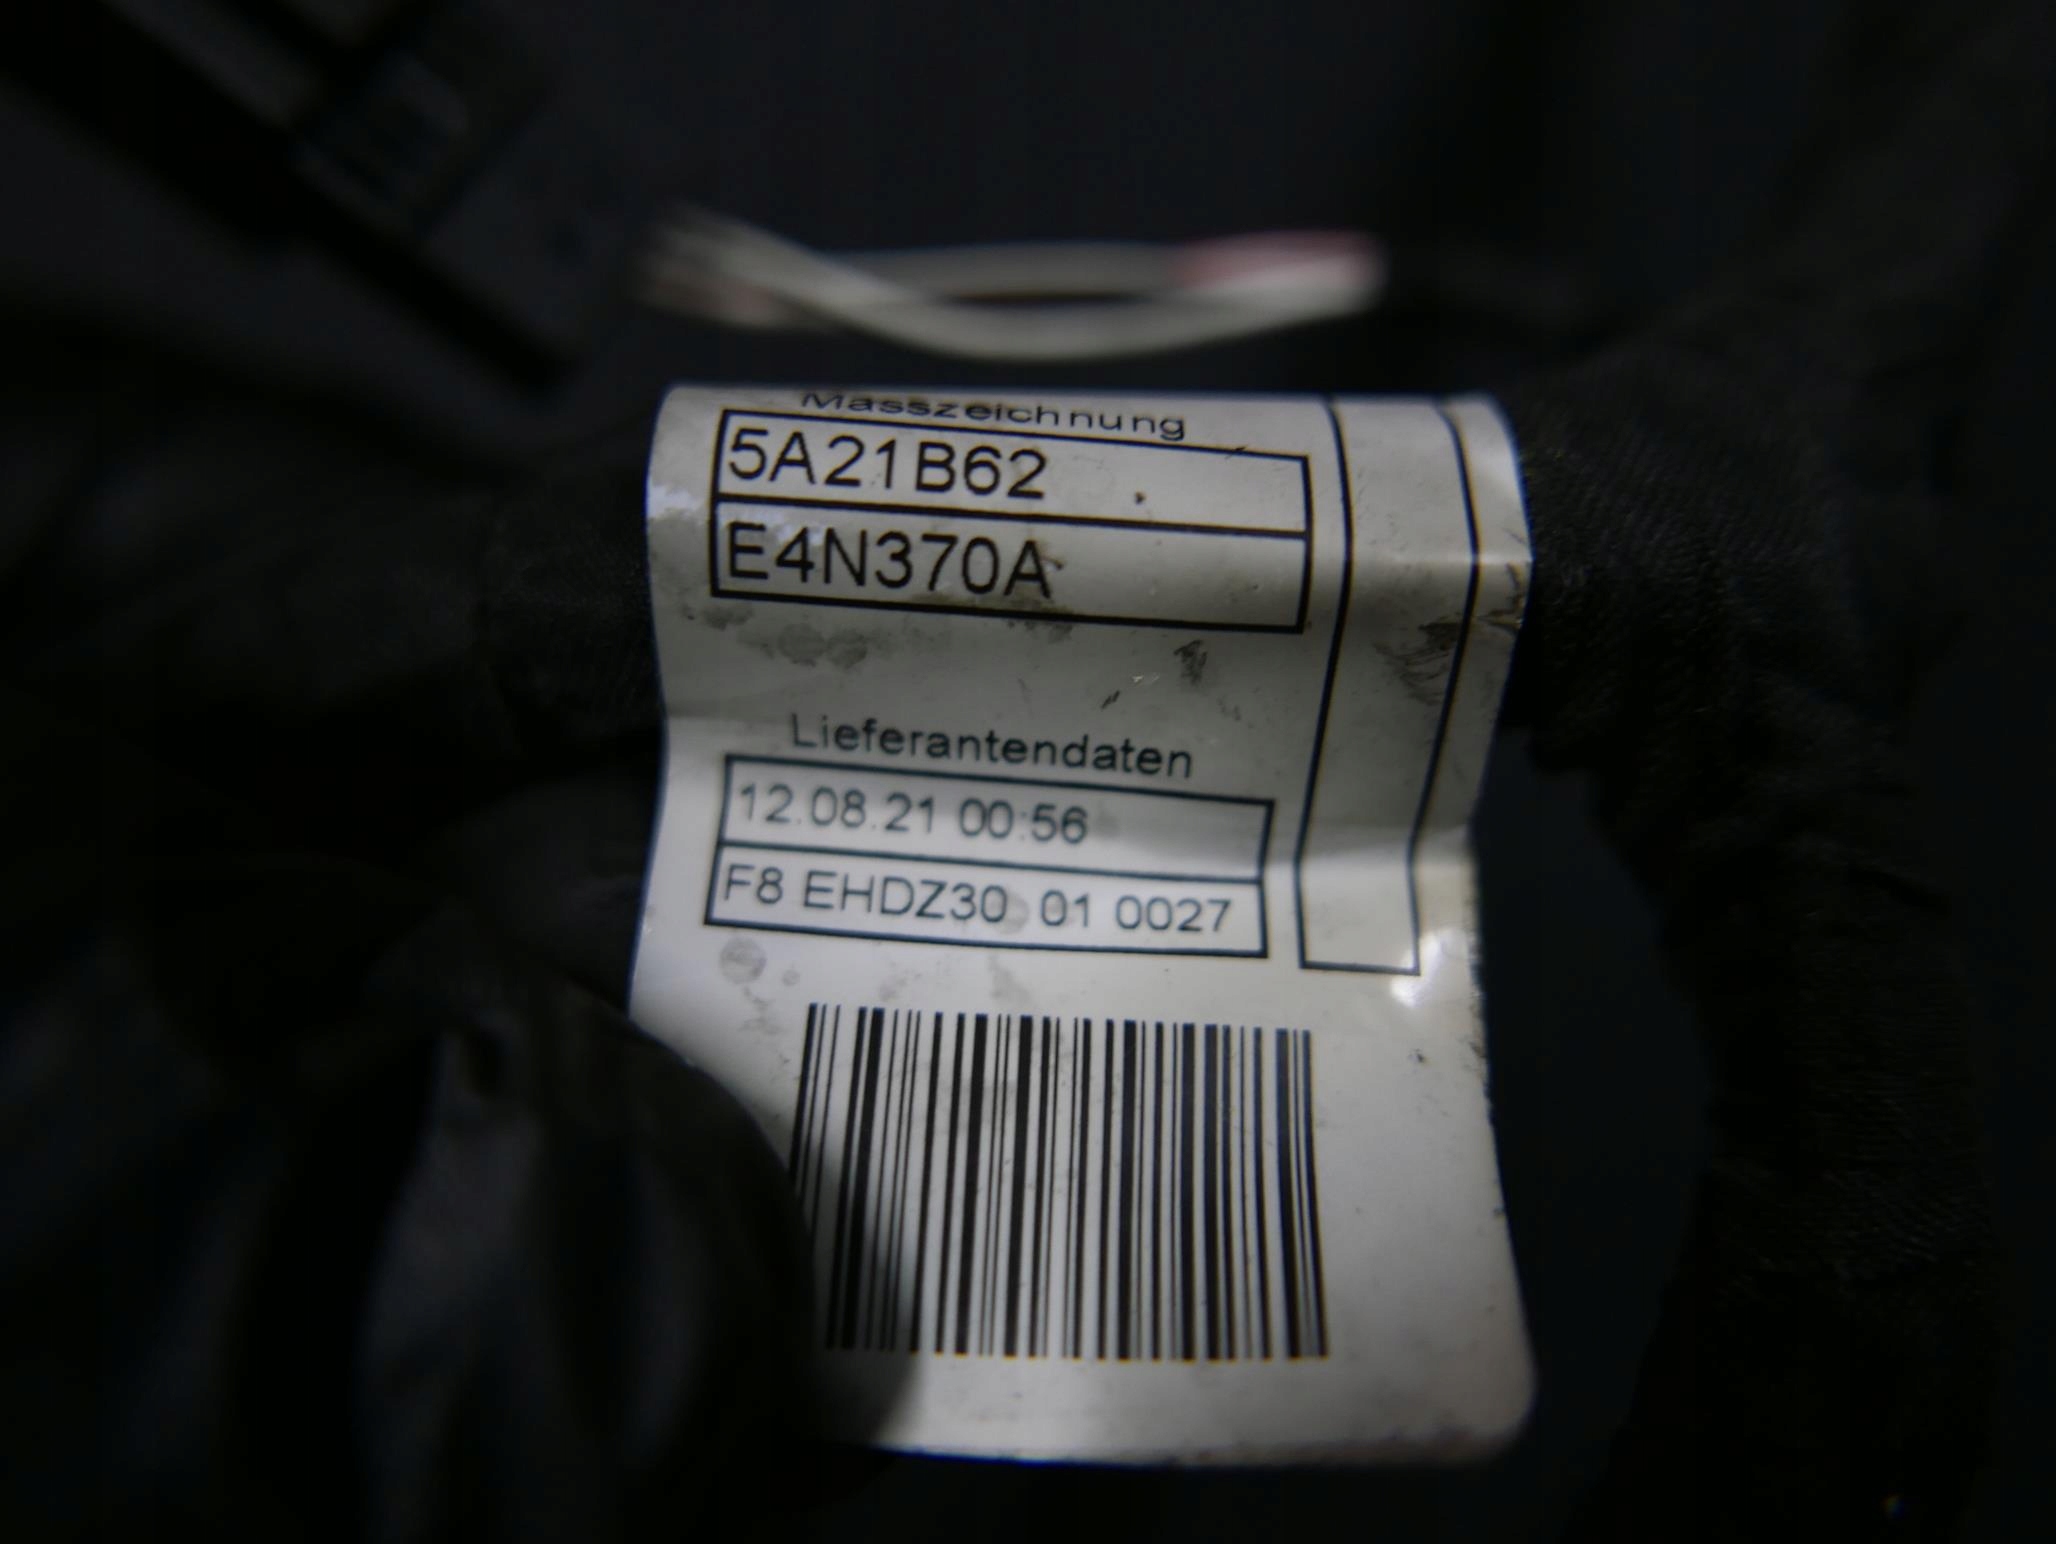 Masszeichnung
5A21B62
E4N370A
Lieferantendaten
12.08.21 00:56
F8 EHDZ30 01 0027